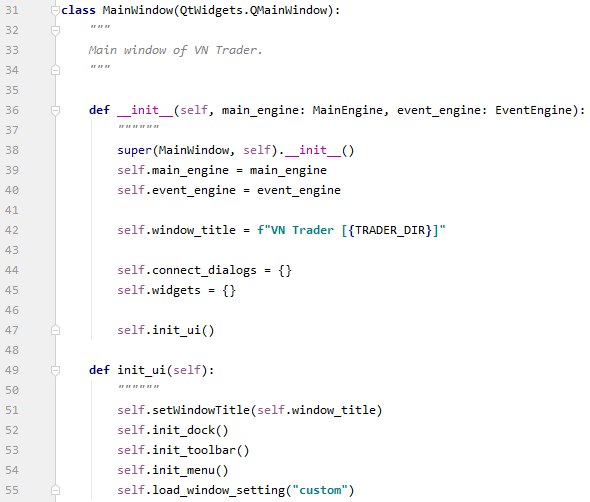 31 class MainWindow(QtWidgets.QMainWindow):
32     """
33     Main window of VN Trader.
34     """
35
36     def __init__(self, main_engine: MainEngine, event_engine: EventEngine):
37         """"""
38         super(MainWindow, self).__init__()
39         self.main_engine = main_engine
40         self.event_engine = event_engine
41
42         self.window_title = f"VN Trader [{TRADER_DIR}]"
43
44         self.connect_dialogs = {}
45         self.widgets = {}
46
47         self.init_ui()
48
49     def init_ui(self):
50         """"""
51         self.setWindowTitle(self.window_title)
52         self.init_dock()
53         self.init_toolbar()
54         self.init_menu()
55         self.load_window_setting("custom")